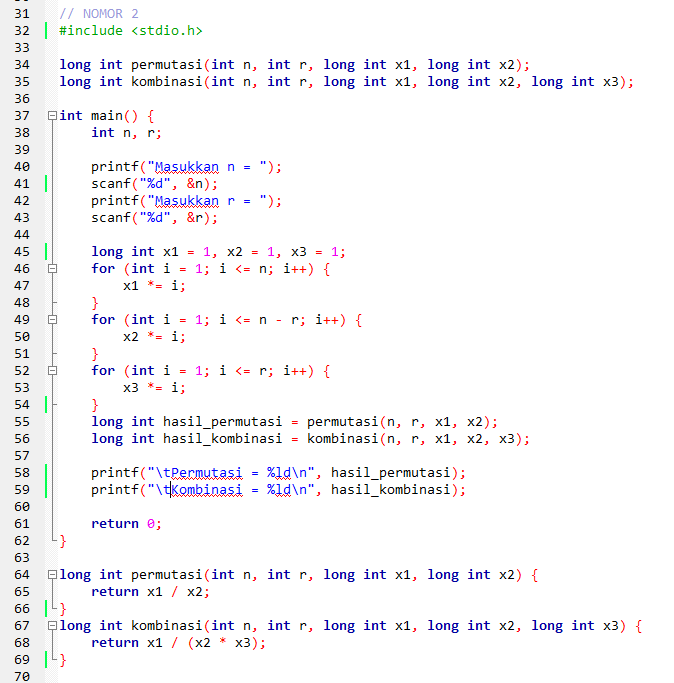 31 // NOMOR 2
32 #include <stdio.h>
33
34 long int permutasi(int n, int r, long int x1, long int x2);
35 long int kombinasi(int n, int r, long int x1, long int x2, long int x3);
36
37 int main() {
38 int n, r;
39
40 printf("Masukkan n = ");
41 scanf("%d", &n);
42 printf("Masukkan r = ");
43 scanf("%d", &r);
44
45 long int x1 = 1, x2 = 1, x3 = 1;
46 for (int i = 1; i <= n; i++) {
47 x1 *= i;
48 }
49 for (int i = 1; i <= n - r; i++) {
50 x2 *= i;
51 }
52 for (int i = 1; i <= r; i++) {
53 x3 *= i;
54 }
55 long int hasil_permutasi = permutasi(n, r, x1, x2);
56 long int hasil_kombinasi = kombinasi(n, r, x1, x2, x3);
57
58 printf("\tPermutasi = %ld\n", hasil_permutasi);
59 printf("\tKombinasi = %ld\n", hasil_kombinasi);
60
61 return 0;
62 }
63
64 long int permutasi(int n, int r, long int x1, long int x2) {
65 return x1 / x2;
66 }
67 long int kombinasi(int n, int r, long int x1, long int x2, long int x3) {
68 return x1 / (x2 * x3);
69 }
70